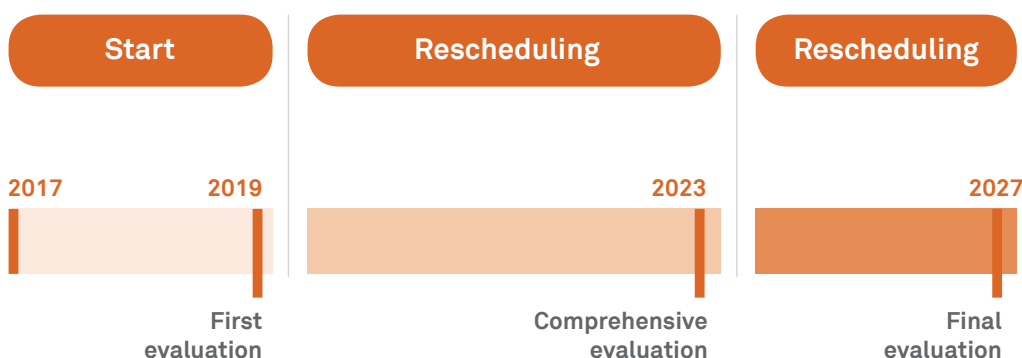 Start
Rescheduling
Rescheduling
2017
2019
2023
2027
First
evaluation
Comprehensive
evaluation
Final
evaluation